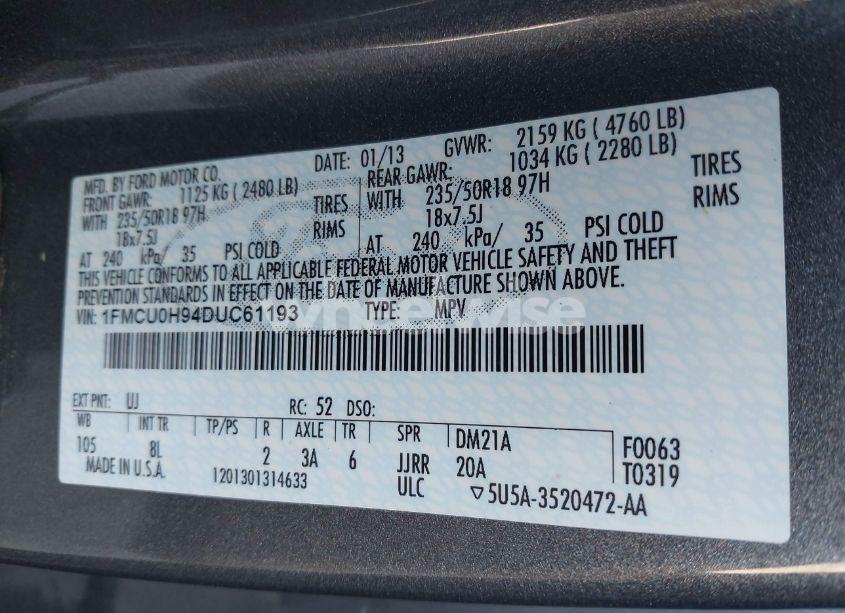 MFD. BY FORD MOTOR CO. DATE: 01/13 GVWR: 2159 KG ( 4760 LB)
FRONT GAWR: 1125 KG ( 2480 LB) REAR GAWR: 1034 KG ( 2280 LB)
WITH 235/50R18 97H TIRES WITH 235/50R18 97H TIRES
18x7.5J RIMS 18x7.5J RIMS
AT 240 kPa/ 35 PSI COLD AT 240 kPa/ 35 PSI COLD
THIS VEHICLE CONFORMS TO ALL APPLICABLE FEDERAL MOTOR VEHICLE SAFETY AND THEFT
PREVENTION STANDARDS IN EFFECT ON THE DATE OF MANUFACTURE SHOWN ABOVE.
VIN: 1FMCU0H94DUC61193 TYPE: MPV
EXT PNT: UJ RC: 52 DSO:
WB INT TR TP/PS R AXLE TR SPR DM21A F0063
105 8L 2 3A 6 JJRR 20A T0319
MADE IN U.S.A. 1201301314633 ULC ▽5U5A-3520472-AA